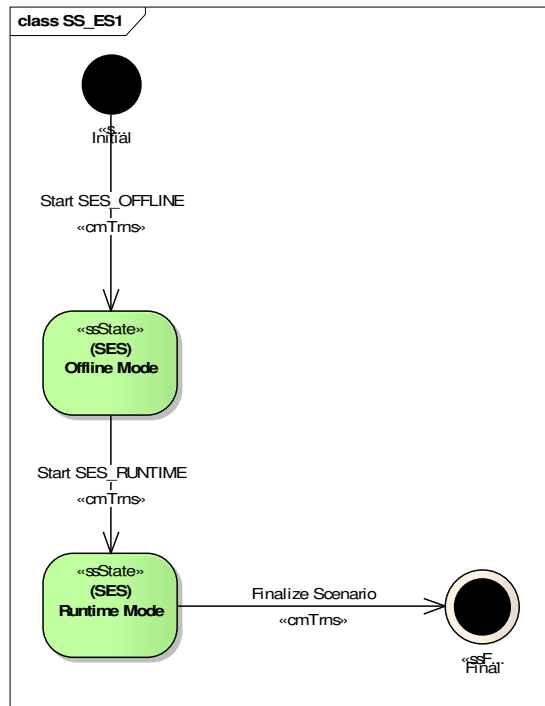 class SS_ES1
«s...
Initial
Start SES_OFFLINE
«cmTrns»
«ssState»
(SES)
Offline Mode
Start SES_RUNTIME
«cmTrns»
«ssState»
(SES)
Runtime Mode
Finalize Scenario
«cmTrns»
«ssF...
Final